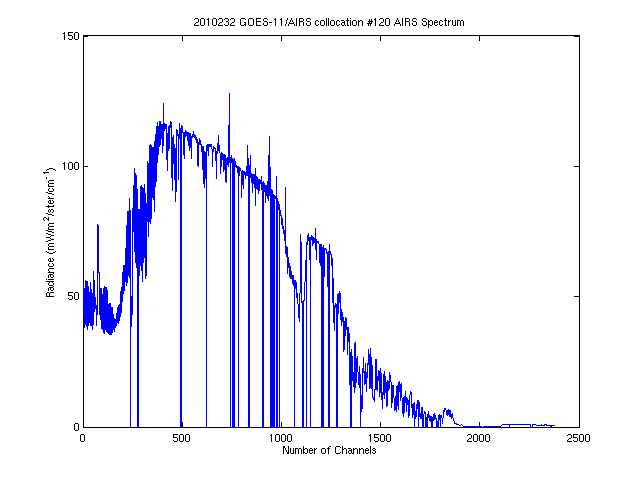 2010232 GOES-11/AIRS collocation #120 AIRS Spectrum
150
100
50
0
Radiance (mW/m^2/ster/cm^-1)
0 500 1000 1500 2000 2500
Number of Channels